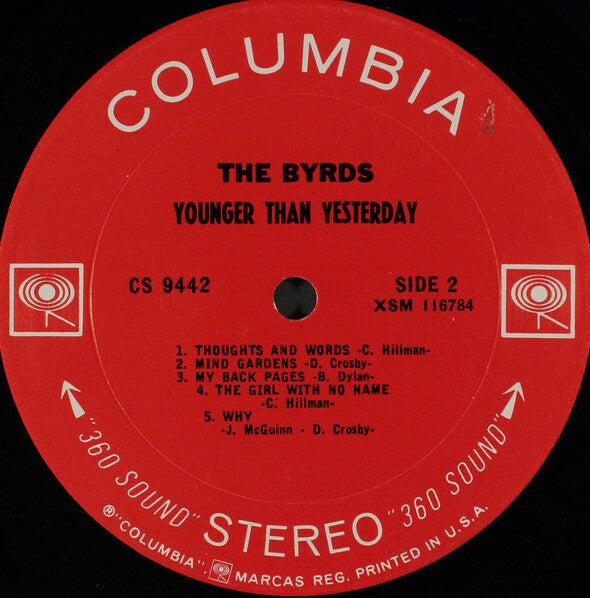 COLUMBIA
THE BYRDS
YOUNGER THAN YESTERDAY
CS 9442
SIDE 2
XSM 116784
1. THOUGHTS AND WORDS -C. Hillman-
2. MIND GARDENS -D. Crosby-
3. MY BACK PAGES -B. Dylan-
4. THE GIRL WITH NO NAME
-C. Hillman-
5. WHY
-J. McGuinn - D. Crosby-
"360 SOUND" STEREO "360 SOUND"
® "COLUMBIA", MARCAS REG. PRINTED IN U.S.A.